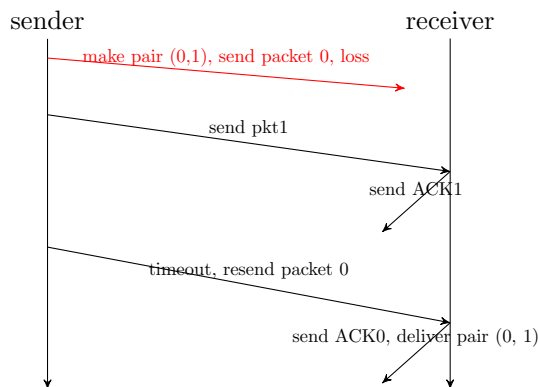 sender
receiver
make pair (0,1), send packet 0, loss
send pkt1
send ACK1
timeout, resend packet 0
send ACK0, deliver pair (0, 1)